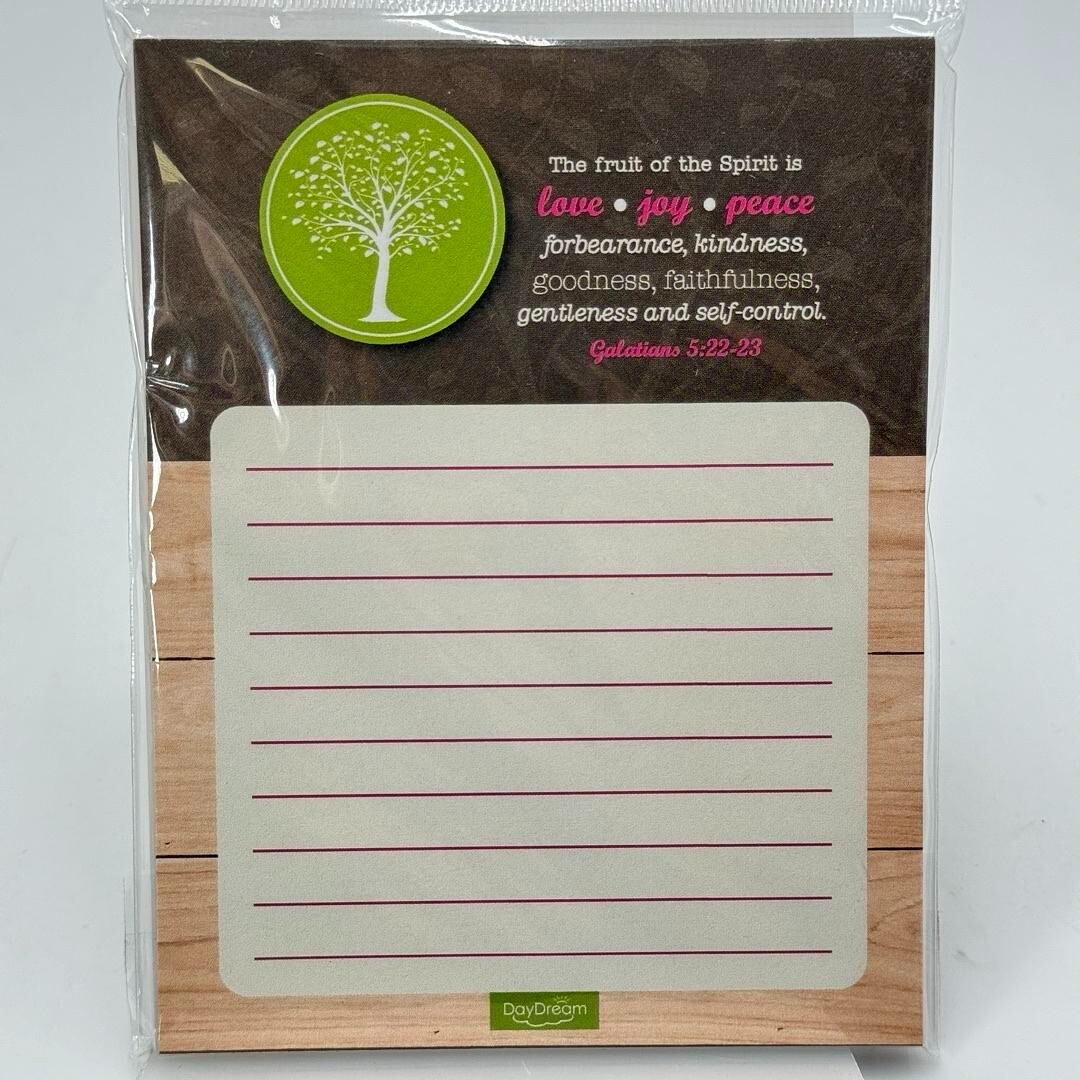 The fruit of the Spirit is
love • joy • peace
forbearance, kindness,
goodness, faithfulness,
gentleness and self-control.
Galatians 5:22-23
DayDream